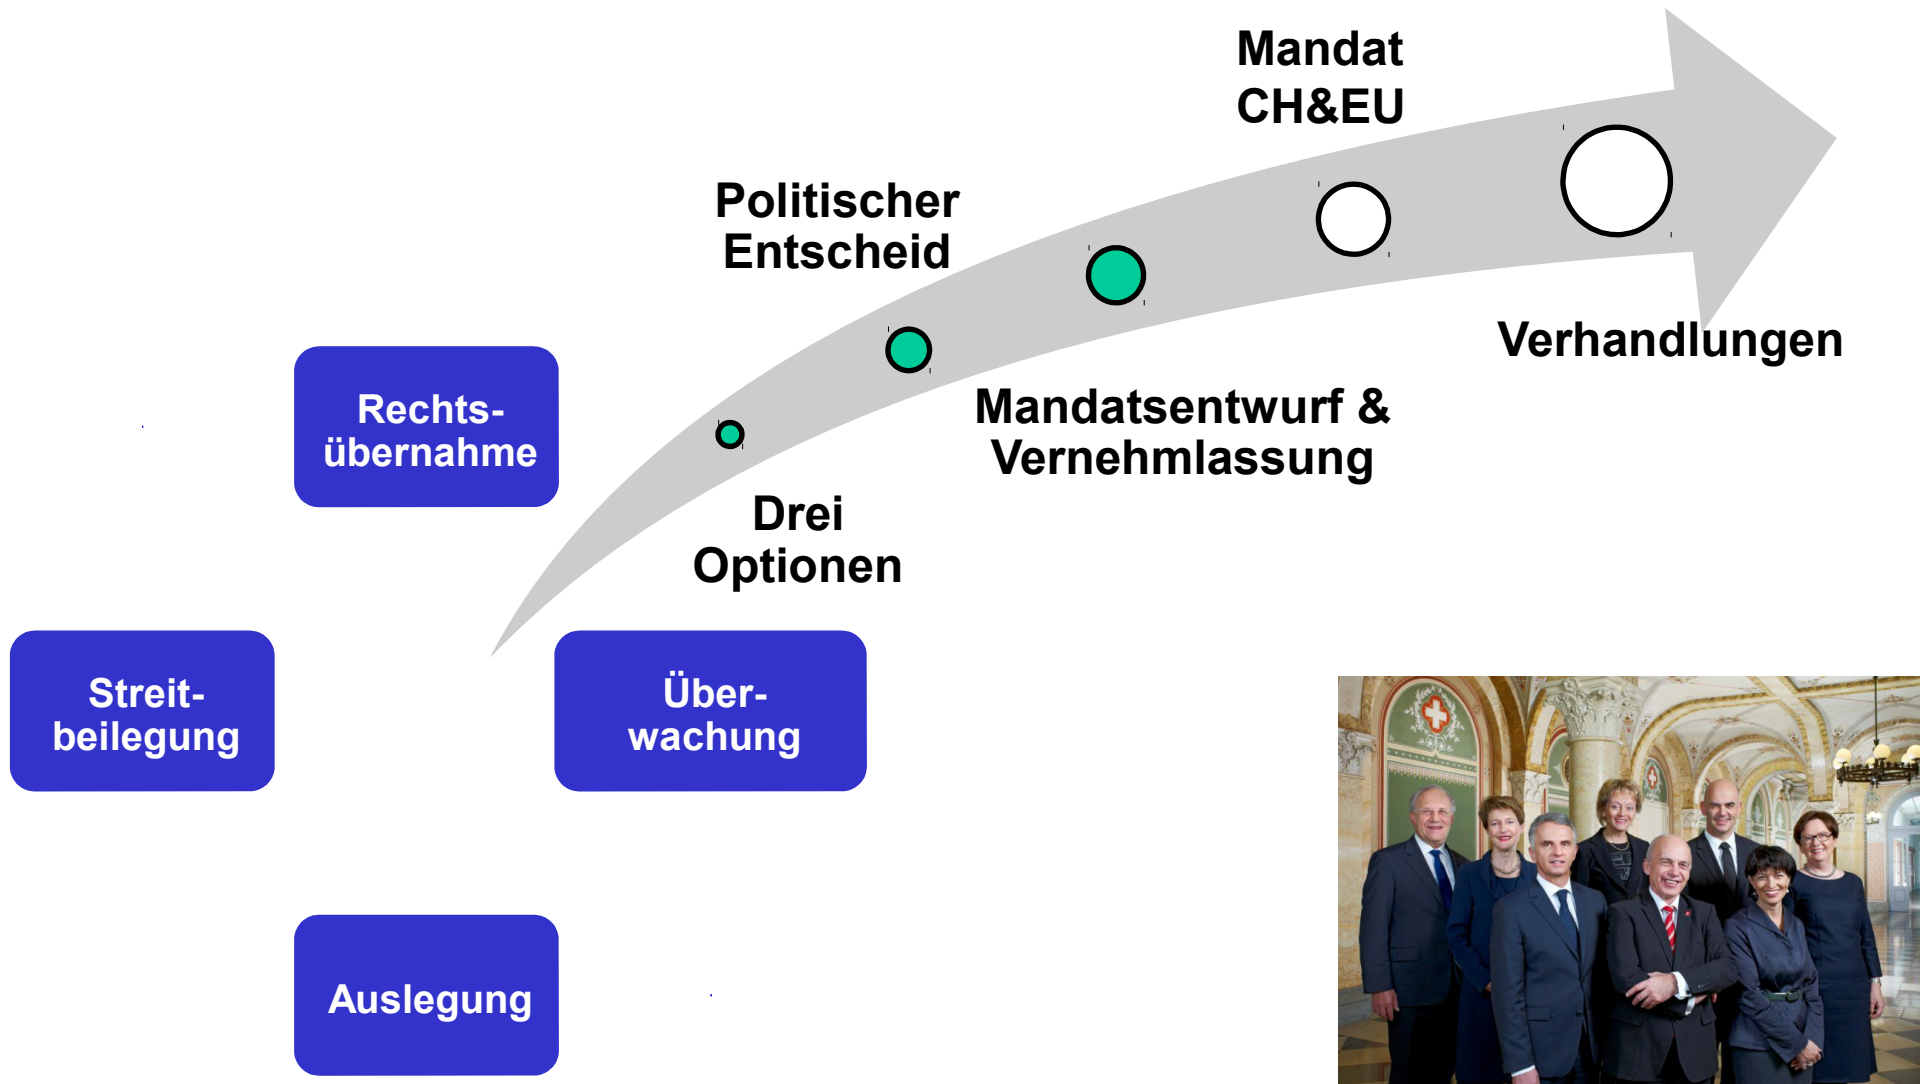 Mandat
CH&EU
Politischer
Entscheid
Verhandlungen
Mandatsentwurf &
Vernehmlassung
Drei
Optionen
Rechts-
übernahme
Streit-
beilegung
Über-
wachung
Auslegung